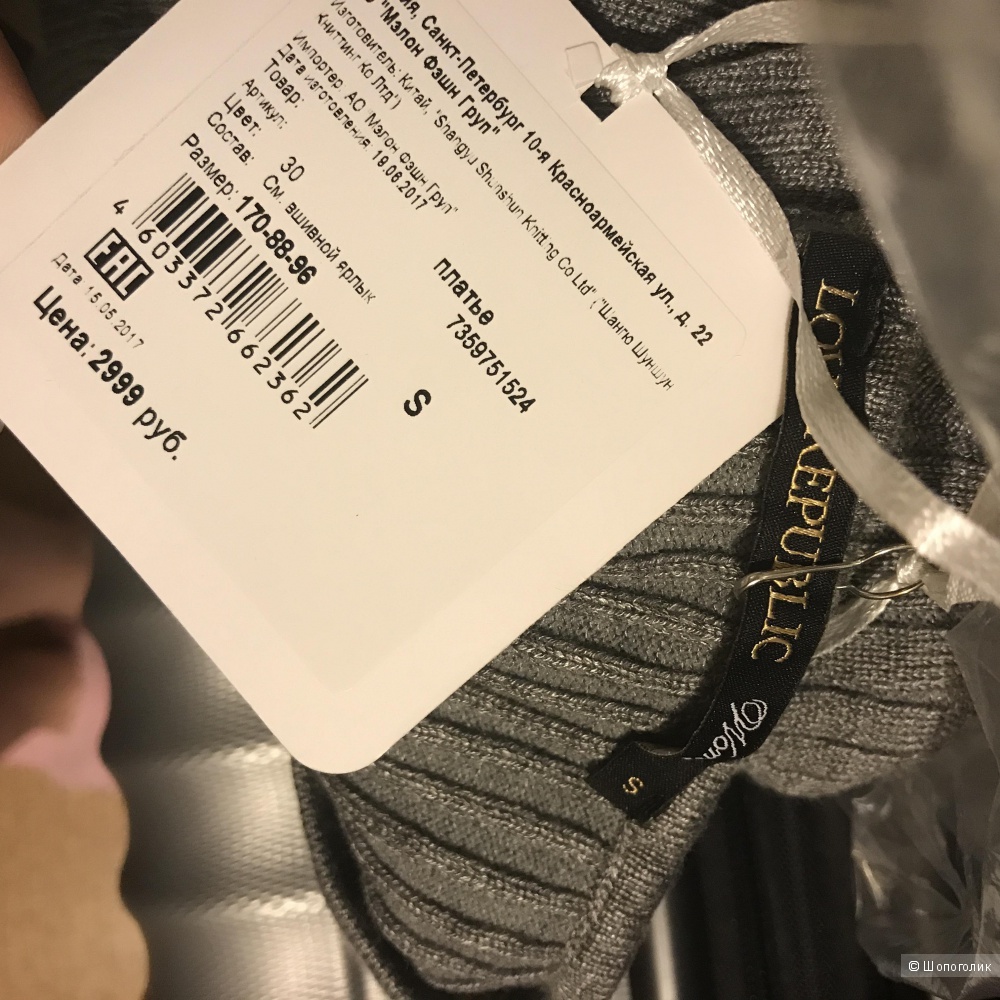 Санкт-Петербург 10-я Красноармейская ул., д. 22
"Мэлон Фэшн Груп"
Изготовитель: Китай, "Shangyu Shunshun Knitting Co Ltd" ("Шангю Шуншун
Книттинг Ко Лтд")
Импортер: АО "Мэлон Фэшн Груп"
Дата изготовления: 19.06.2017
Товар: платье
Артикул: 7359751524
Цвет: 30
Состав: См. вшивной ярлык
Размер: 170-88-96 S
4 603372 662362
EAC
Дата 15.05.2017
Цена: 2999 руб.
REPUBLIC
S
© Шопоголик